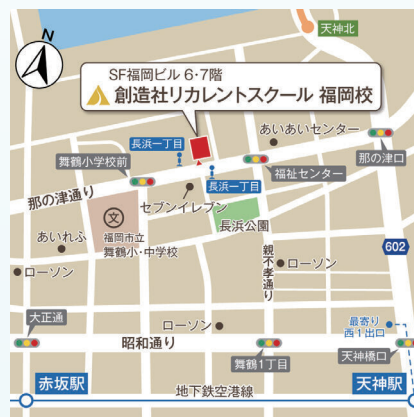 天神北
N
SF福岡ビル 6・7階
創造社リカレントスクール 福岡校
長浜一丁目
あいあいセンター
舞鶴小学校前
那の津口
福祉センター
長浜一丁目
那の津通り
セブンイレブン
文
福岡市立
舞鶴小・中学校
長浜公園
あいれふ
親不孝通り
602
ローソン
ローソン
大正通
ローソン
最寄り
西1出口
昭和通り
舞鶴1丁目
天神橋口
赤坂駅
地下鉄空港線
天神駅